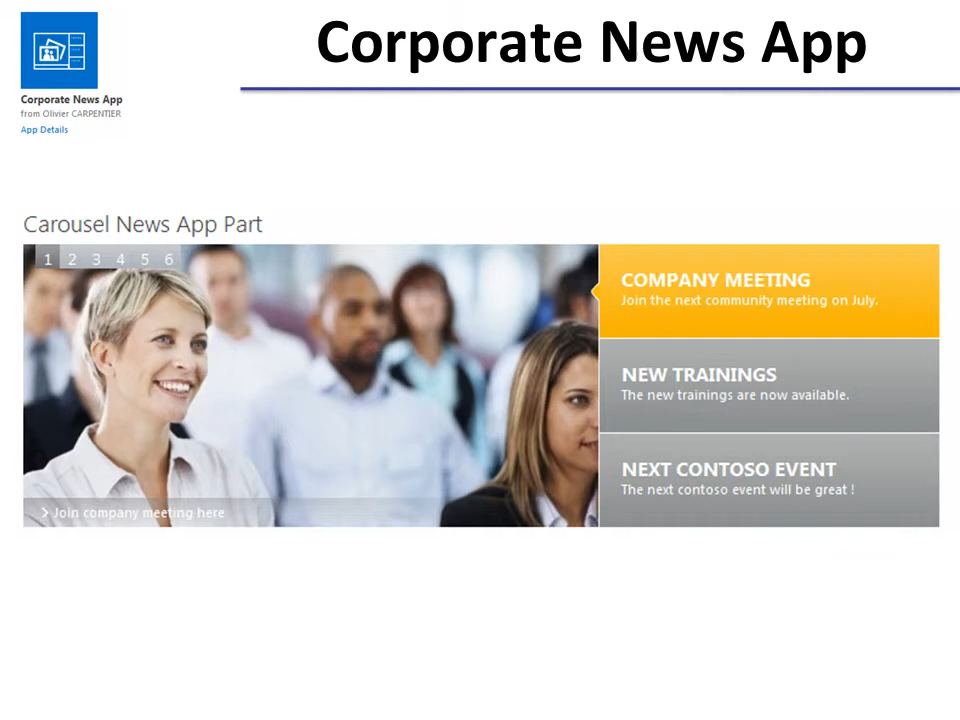 Corporate News App
Corporate News App
from Olivier CARPENTIER
App Details
Carousel News App Part
1 2 3 4 5 6
COMPANY MEETING
Join the next community meeting on July.
NEW TRAININGS
The new trainings are now available.
NEXT CONTOSO EVENT
The next contoso event will be great !
> Join company meeting here